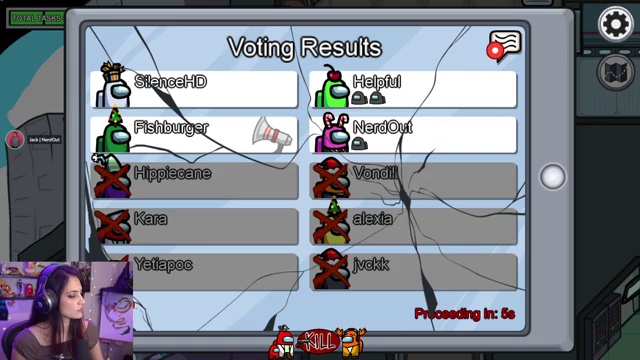 TOTAL TASKS
Voting Results
SilenceHD
Helpful
Fishburger
NerdOut
Jack | NerdOut
Hippiecane
Vondill
Kara
alexia
Yetiapoc
jvckk
Proceeding in: 5s
KILL